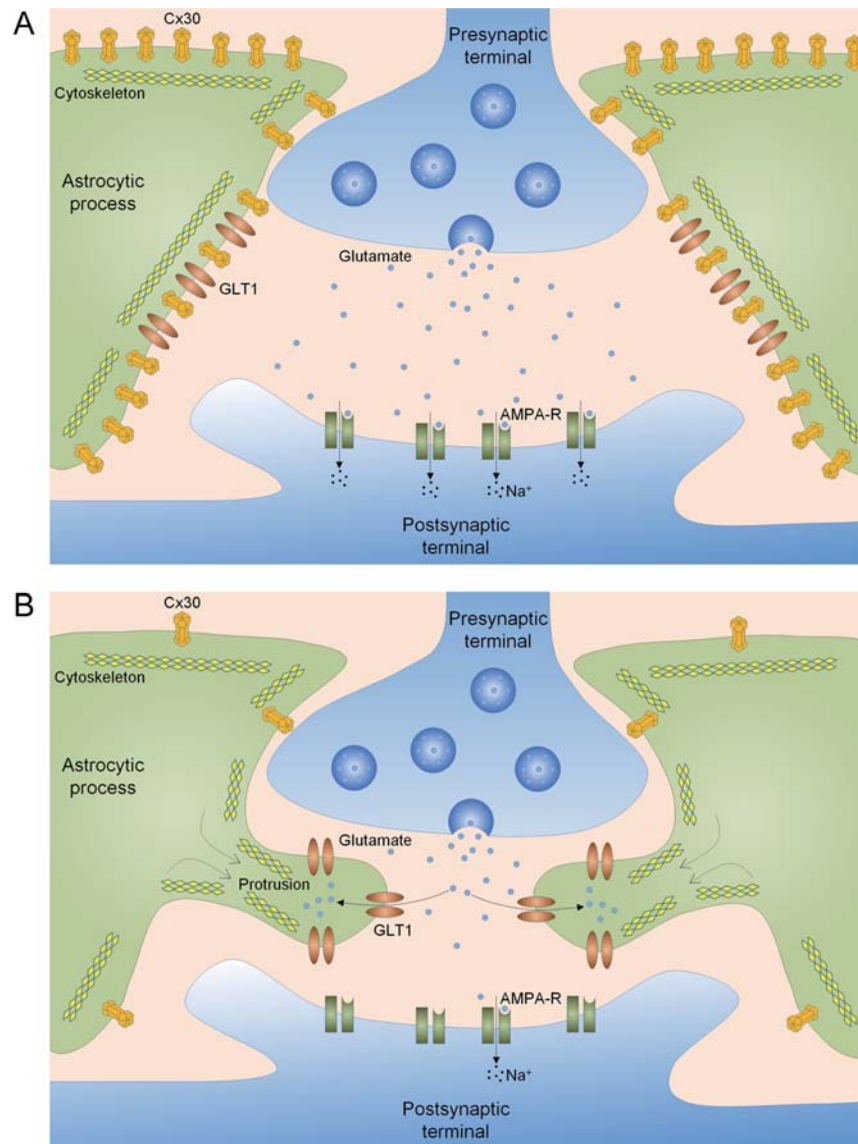 A
Cx30
Presynaptic
terminal
Cytoskeleton
Astrocytic
process
Glutamate
GLT1
AMPA-R
Na⁺
Postsynaptic
terminal
B
Cx30
Presynaptic
terminal
Cytoskeleton
Astrocytic
process
Glutamate
Protrusion
GLT1
AMPA-R
Na⁺
Postsynaptic
terminal